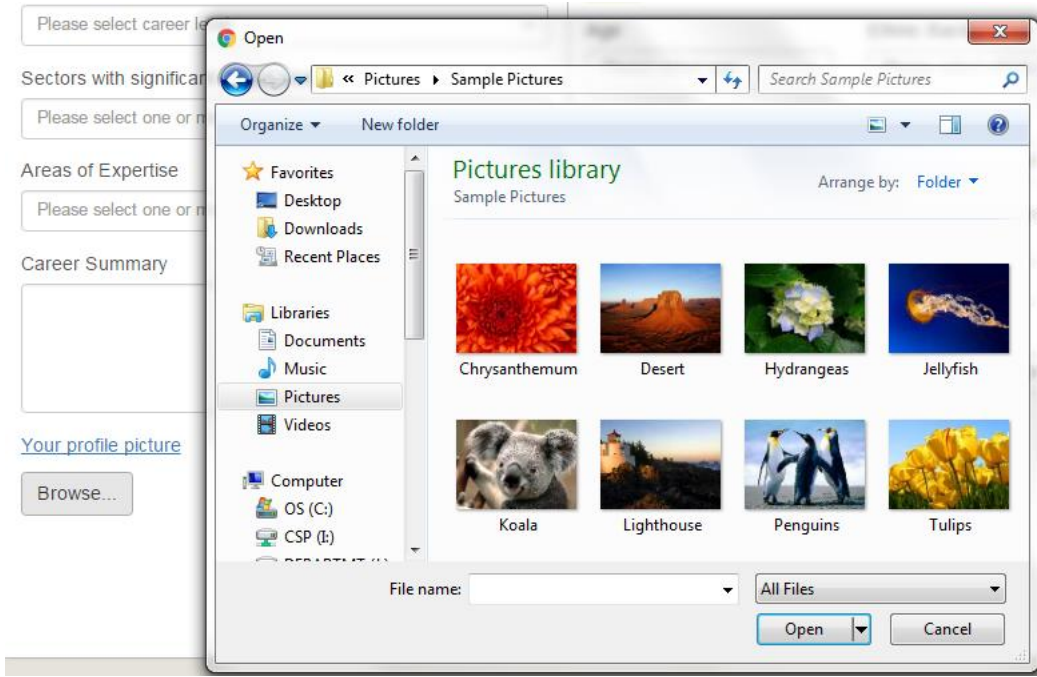 Please select career le
Sectors with significan
Please select one or m
Areas of Expertise
Please select one or m
Career Summary
Your profile picture
Browse...
Open
« Pictures ▸ Sample Pictures
Search Sample Pictures
Organize ▾ New folder
Favorites
Desktop
Downloads
Recent Places
Libraries
Documents
Music
Pictures
Videos
Computer
OS (C:)
CSP (I:)
Pictures library
Sample Pictures
Arrange by: Folder ▾
Chrysanthemum Desert Hydrangeas Jellyfish
Koala Lighthouse Penguins Tulips
File name:
All Files
Open Cancel